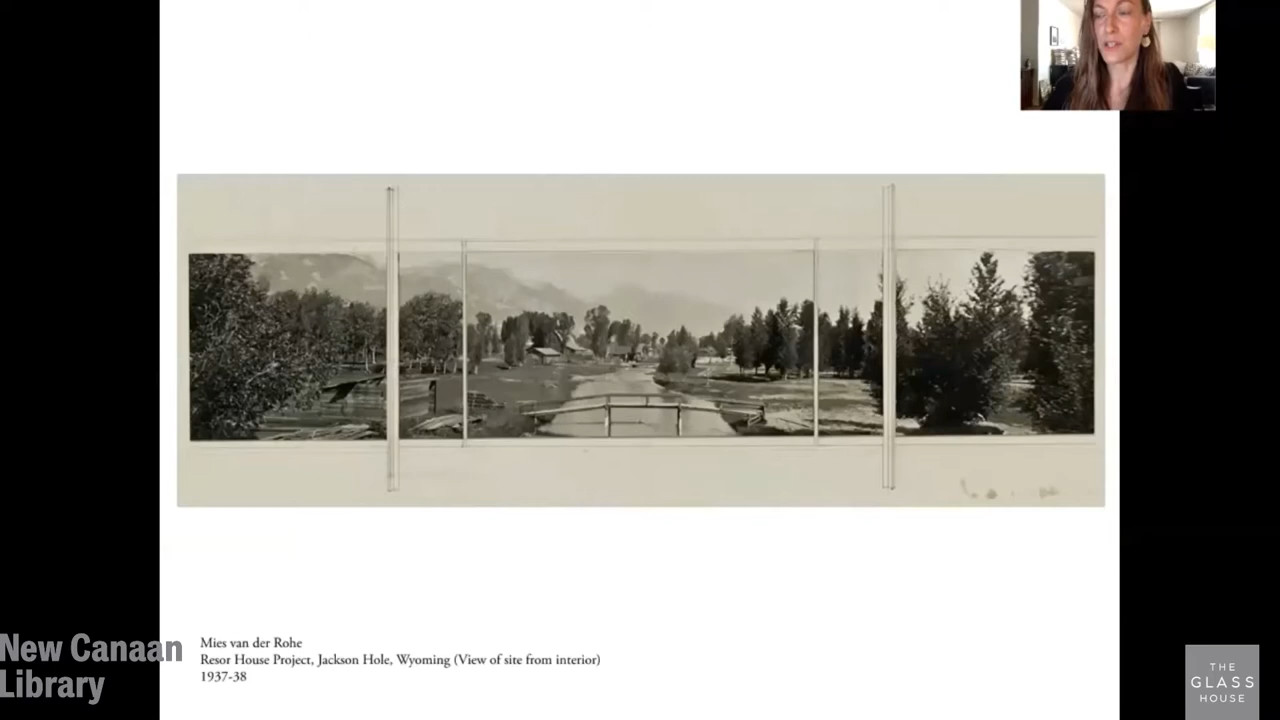 Mies van der Rohe
Resor House Project, Jackson Hole, Wyoming (View of site from interior)
1937-38
New Canaan
Library
THE
GLASS
HOUSE